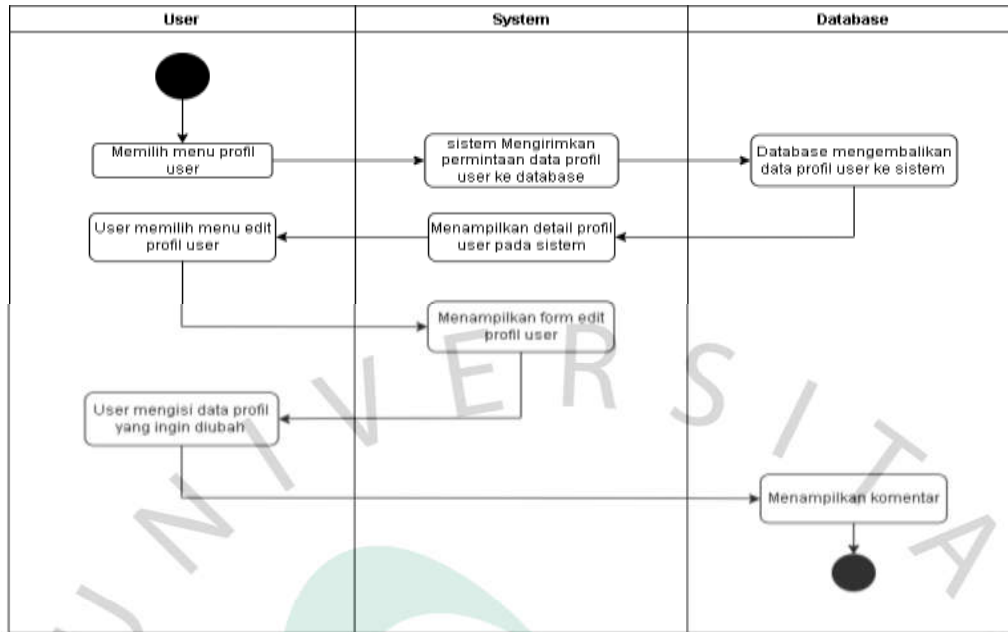 User
System
Database
Memilih menu profil
user
sistem Mengirimkan
permintaan data profil
user ke database
Database mengembalikan
data profil user ke sistem
User memilih menu edit
profil user
Menampilkan detail profil
user pada sistem
Menampilkan form edit
profil user
User mengisi data profil
yang ingin diubah
Menampilkan komentar
UNIVERSITA